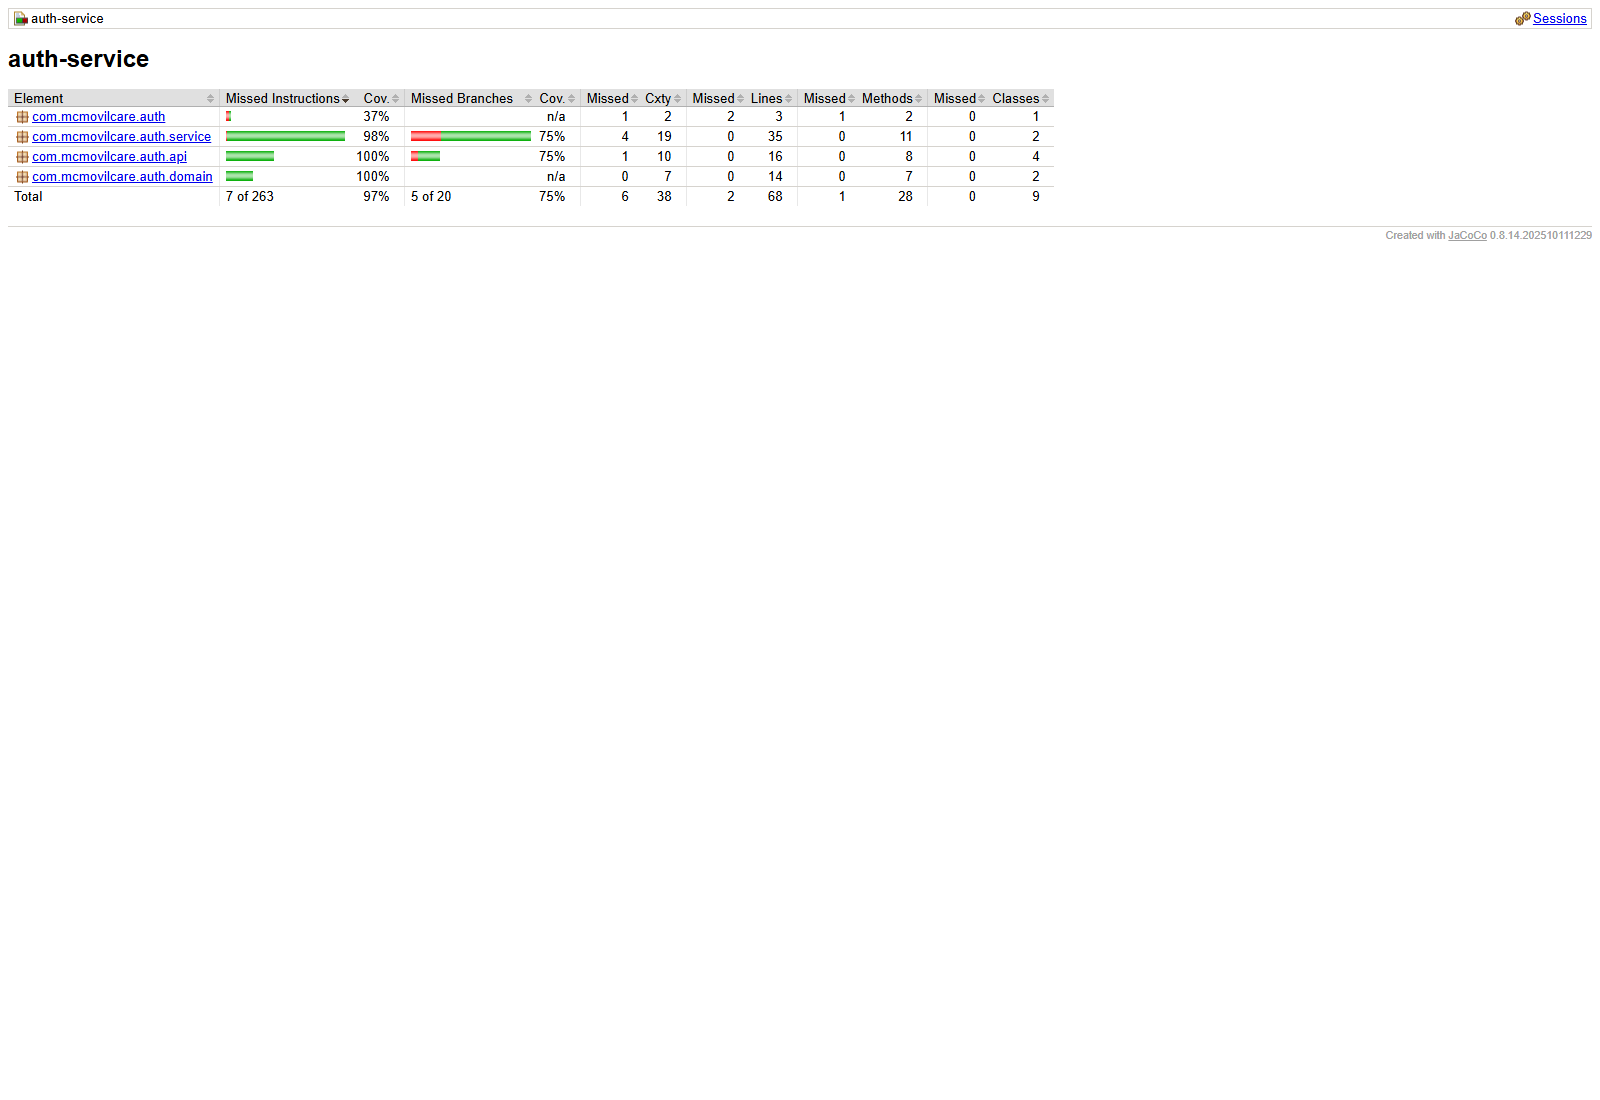 auth-service Sessions
auth-service
Element Missed Instructions Cov. Missed Branches Cov. Missed Cxty Missed Lines Missed Methods Missed Classes
com.mcmovilcare.auth 37% n/a 1 2 2 3 1 2 0 1
com.mcmovilcare.auth.service 98% 75% 4 19 0 35 0 11 0 2
com.mcmovilcare.auth.api 100% 75% 1 10 0 16 0 8 0 4
com.mcmovilcare.auth.domain 100% n/a 0 7 0 14 0 7 0 2
Total 7 of 263 97% 5 of 20 75% 6 38 2 68 1 28 0 9
Created with JaCoCo 0.8.14.202510111229